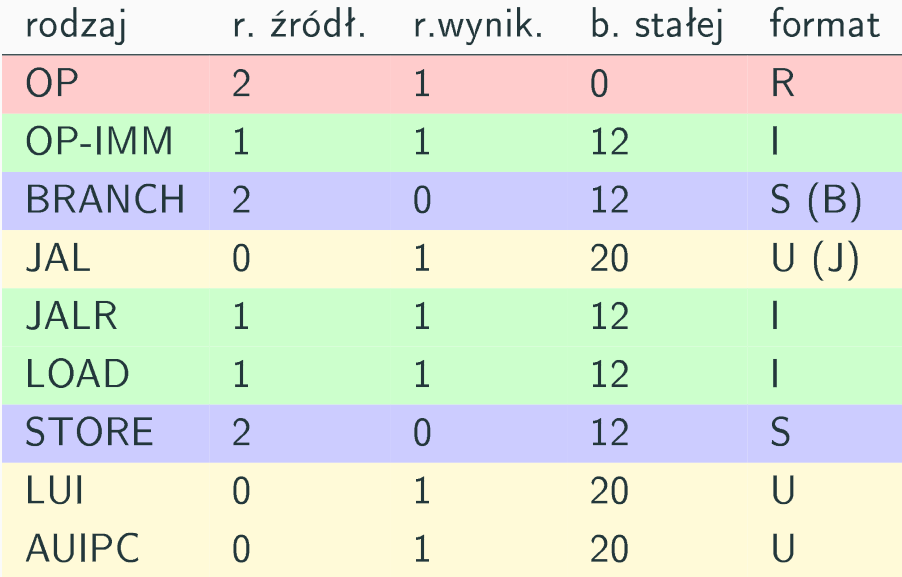 rodzaj r. źródł. r.wynik. b. stałej format
OP 2 1 0 R
OP-IMM 1 1 12 I
BRANCH 2 0 12 S (B)
JAL 0 1 20 U (J)
JALR 1 1 12 I
LOAD 1 1 12 I
STORE 2 0 12 S
LUI 0 1 20 U
AUIPC 0 1 20 U